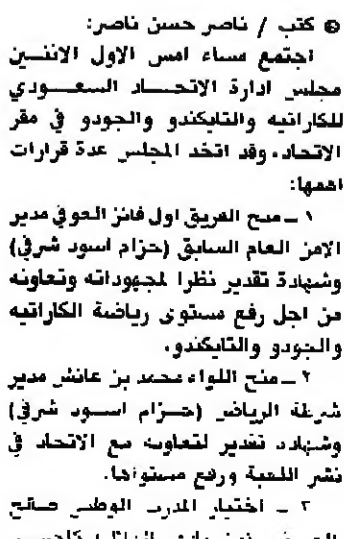 كتب / ناصر حسن ناصر:
اجتمع مساء امس الاول الاثنين
مجلس ادارة الاتحاد السعودي
للكاراتيه والتايكندو والجودو في مقر
الاتحاد. وقد اتخذ المجلس عدة قرارات
اهمها:
١ ـ منح الفريق اول فائز العوفي مدير
الامن العام السابق (حزام اسود شرفي)
وشهادة تقدير نظرا لمجهوداته وتعاونه
من اجل رفع مستوى رياضة الكاراتيه
والجودو والتايكندو.
٢ ـ منح اللواء محمد بن عائش مدير
شرطة الرياض (حزام اسود شرفي)
وشهادة تقدير لتعاونه مع الاتحاد في
نشر اللعبة ورفع مستواها.
٣ ـ اختيار المدرب الوطني صالح